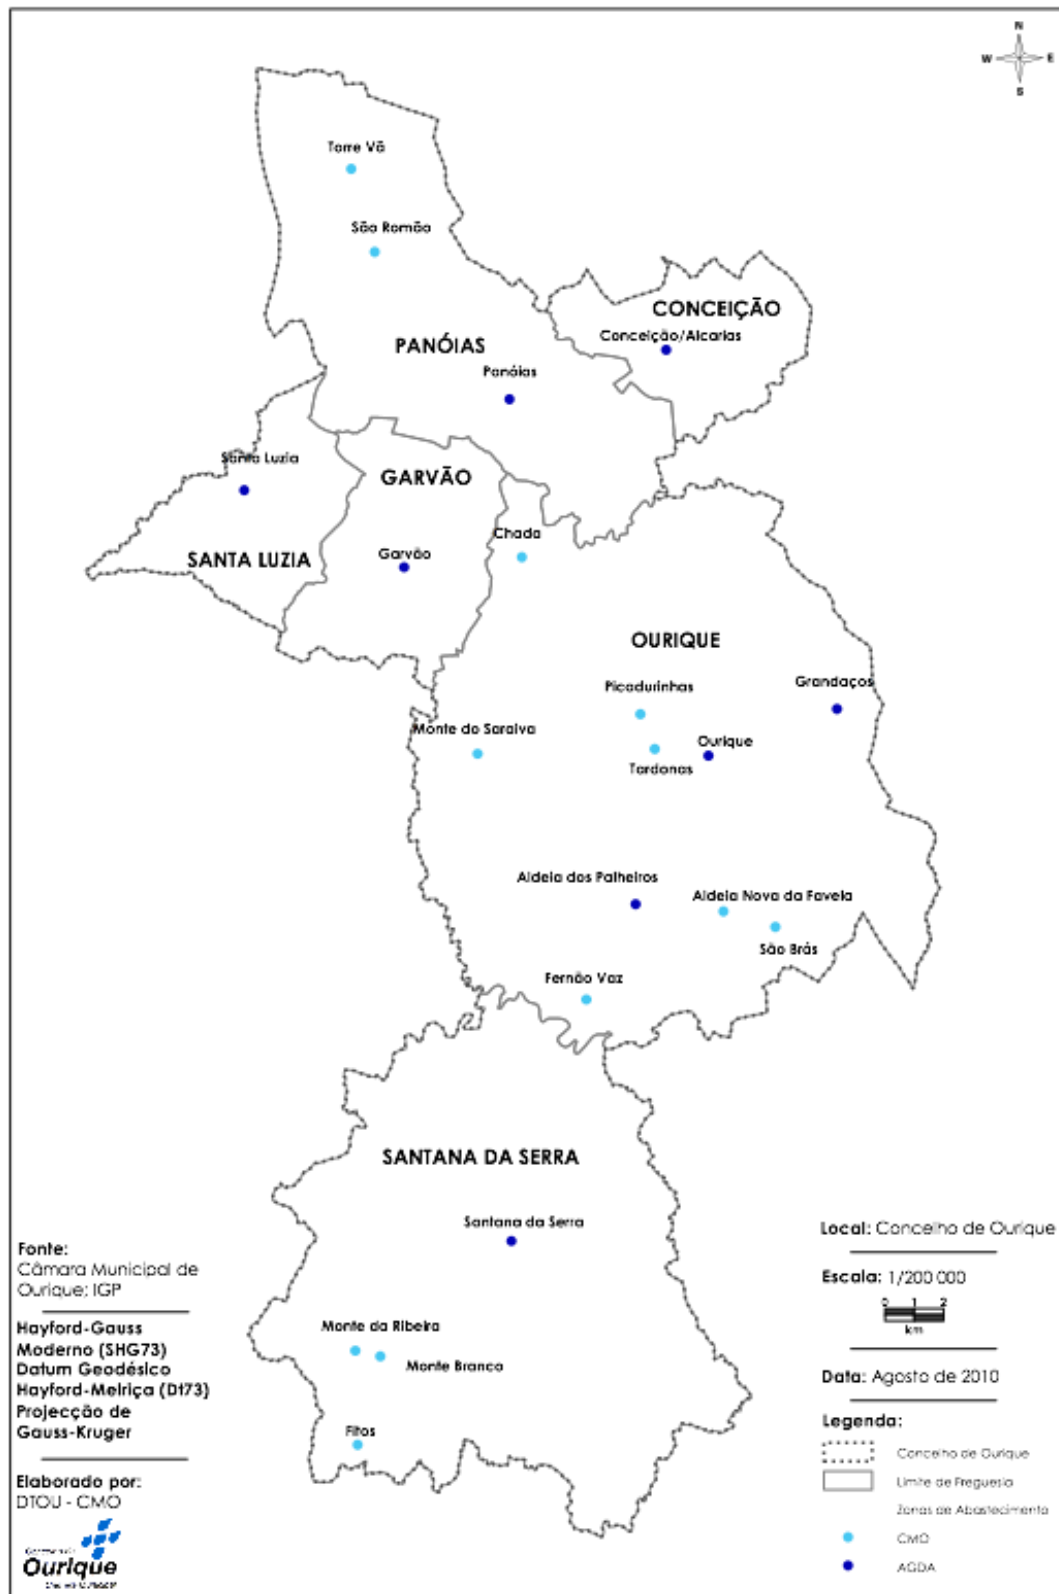 N
W E
S
Torre Vã
São Romão
CONCEIÇÃO
Conceição/Alcarias
PANÓIAS
Panóias
Santa Luzia
GARVÃO
Chada
SANTA LUZIA
Garvão
OURIQUE
Picadurinhas
Grandaços
Monte do Saraiva
Ourique
Tardonas
Aldeia dos Palheiros
Aldeia Nova da Favela
São Brás
Fernão Vaz
SANTANA DA SERRA
Santana da Serra
Monte da Ribeira
Monte Branco
Fitos
Fonte:
Câmara Municipal de
Ourique; IGP
Hayford-Gauss
Moderno (SHG73)
Datum Geodésico
Hayford-Melriça (Dt73)
Projecção de
Gauss-Kruger
Elaborado por:
DTOU - CMO
Ourique
Local: Concelho de Ourique
Escala: 1/200 000
0 1 2
km
Data: Agosto de 2010
Legenda:
Concelho de Ourique
Limite de Freguesia
Zonas de Abastecimento
CMO
AGDA